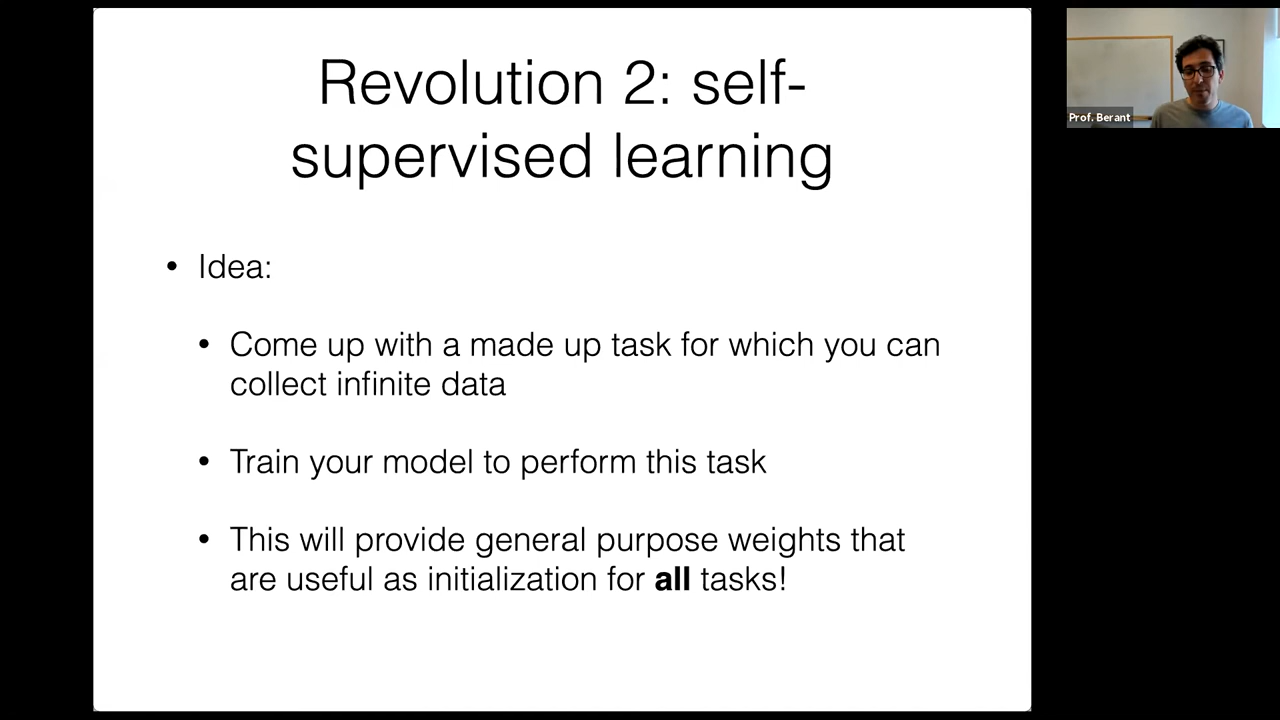 Revolution 2: self-
supervised learning
• Idea:
• Come up with a made up task for which you can
collect infinite data
• Train your model to perform this task
• This will provide general purpose weights that
are useful as initialization for all tasks!
Prof. Berant